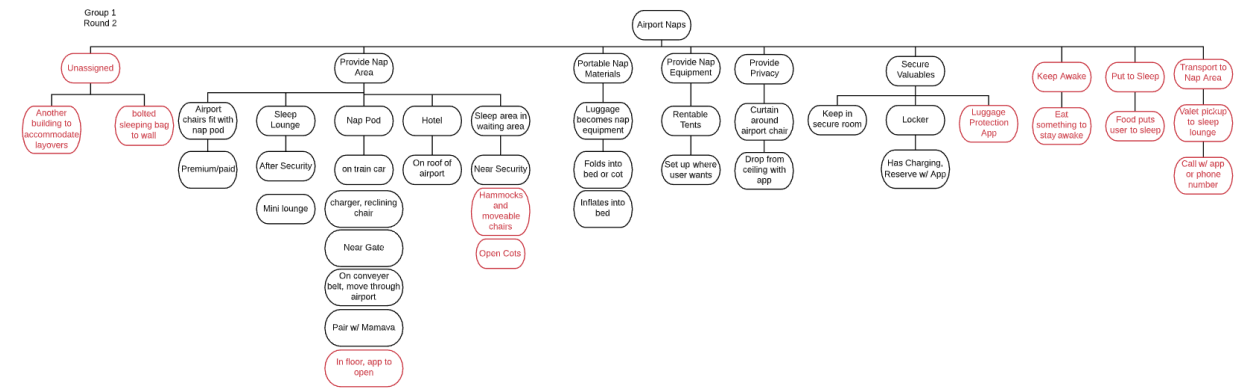 Group 1
Round 2
Airport Naps
Unassigned
Provide Nap
Area
Portable Nap
Materials
Provide Nap
Equipment
Provide
Privacy
Secure
Valuables
Keep Awake
Put to Sleep
Transport to
Nap Area
Another
building to
accommodate
layovers
bolted
sleeping bag
to wall
Airport
chairs fit with
nap pod
Sleep
Lounge
Nap Pod
Hotel
Sleep area in
waiting area
Luggage
becomes nap
equipment
Rentable
Tents
Curtain
around
airport chair
Keep in
secure room
Locker
Luggage
Protection
App
Eat
something to
stay awake
Food puts
user to sleep
Valet pickup
to sleep
lounge
Premium/paid
After Security
on train car
On roof of
airport
Near Security
Folds into
bed or cot
Set up where
user wants
Drop from
ceiling with
app
Has Charging,
Reserve w/ App
Call w/ app
or phone
number
Mini lounge
charger, reclining
chair
Hammocks
and
moveable
chairs
Inflates into
bed
Near Gate
Open Cots
On conveyer
belt, move through
airport
Pair w/ Mamava
In floor, app to
open